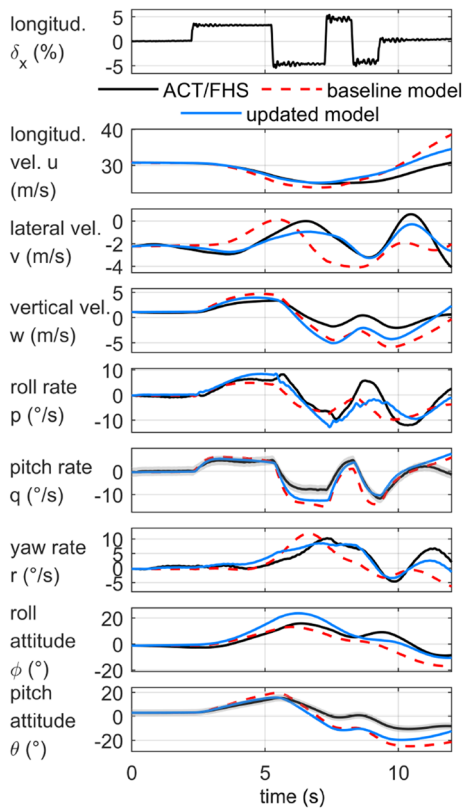 longitud.
δx (%)
5
0
-5
ACT/FHS
baseline model
updated model
longitud.
vel. u
(m/s)
40
30
lateral vel.
v (m/s)
0
-2
-4
vertical vel.
w (m/s)
5
0
-5
roll rate
p (°/s)
10
0
-10
pitch rate
q (°/s)
0
-10
yaw rate
r (°/s)
10
5
0
-5
roll
attitude
ϕ (°)
20
0
-20
pitch
attitude
θ (°)
20
0
-20
0
5
10
time (s)